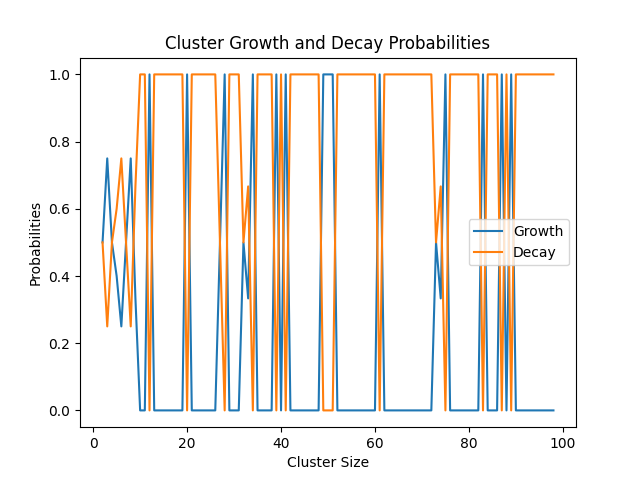 Cluster Growth and Decay Probabilities
1.0
0.8
0.6
0.4
0.2
0.0
Probabilities
Growth
Decay
0 20 40 60 80 100
Cluster Size